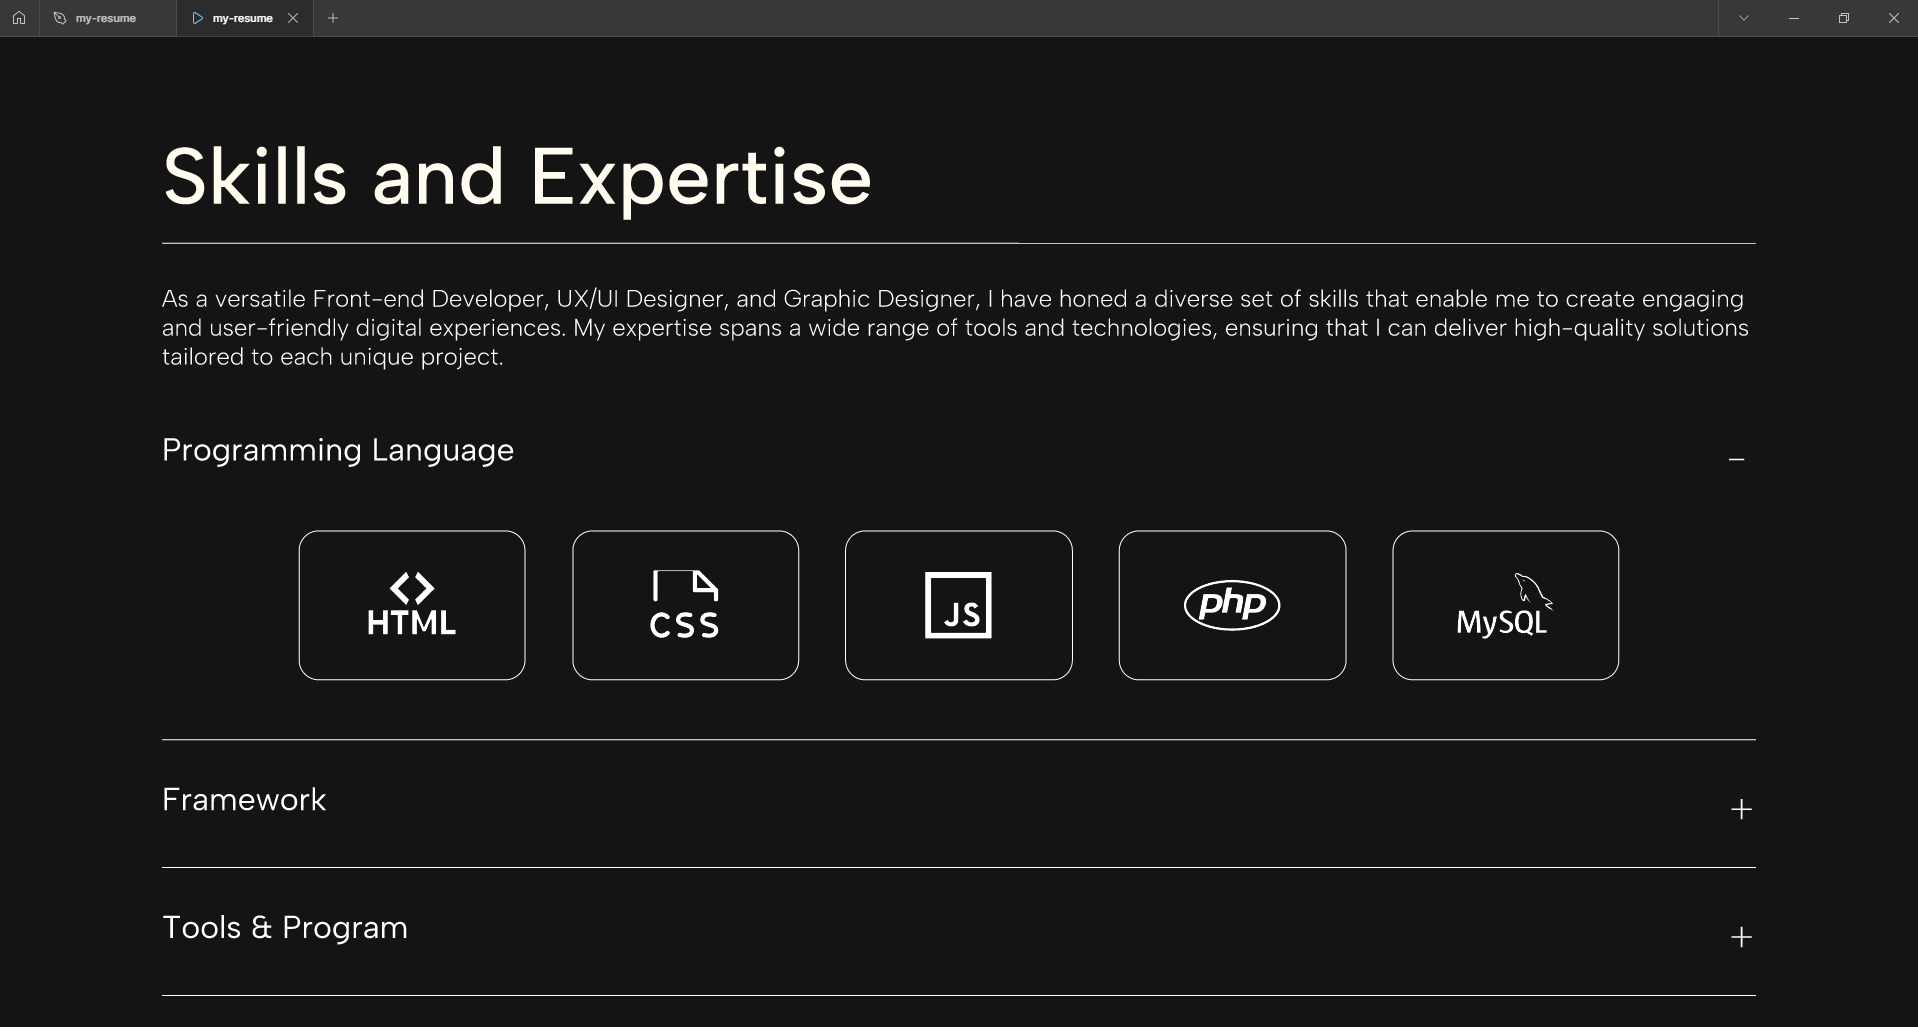 my-resume
my-resume
Skills and Expertise
As a versatile Front-end Developer, UX/UI Designer, and Graphic Designer, I have honed a diverse set of skills that enable me to create engaging
and user-friendly digital experiences. My expertise spans a wide range of tools and technologies, ensuring that I can deliver high-quality solutions
tailored to each unique project.
Programming Language
HTML
CSS
JS
php
MySQL
Framework
Tools & Program